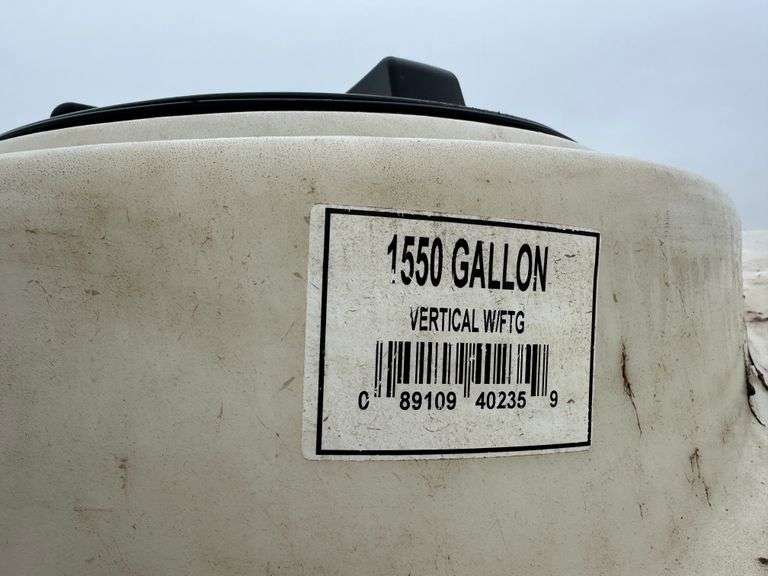 1550 GALLON
VERTICAL W/FTG
0 89109 40235 9